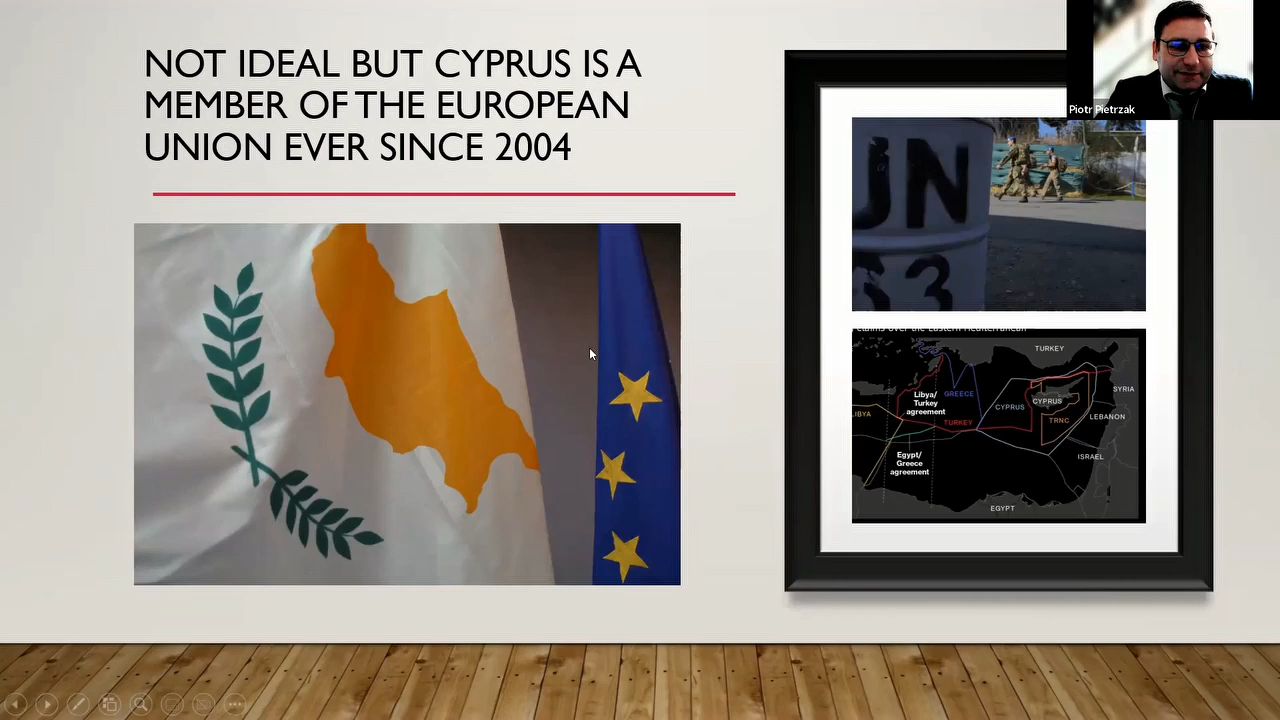 NOT IDEAL BUT CYPRUS IS A
MEMBER OF THE EUROPEAN
UNION EVER SINCE 2004
Piotr Pietrzak
UN
63
TURKEY
SYRIA
Libya/
Turkey
agreement
GREECE
CYPRUS
CYPRUS
LIBYA
TURKEY
TRNC
LEBANON
Egypt/
Greece
agreement
ISRAEL
EGYPT